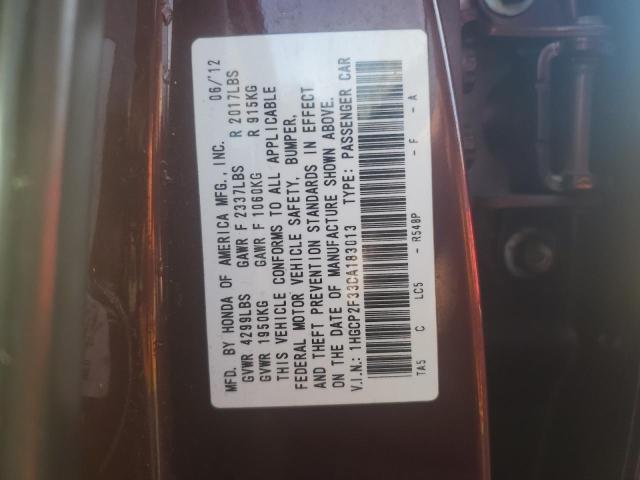 MFD. BY HONDA OF AMERICA MFG., INC. 06/'12
GVWR 4299LBS GAWR F 2337LBS R 2017LBS
GVWR 1950KG GAWR F 1060KG R 915KG
THIS VEHICLE CONFORMS TO ALL APPLICABLE
FEDERAL MOTOR VEHICLE SAFETY, BUMPER,
AND THEFT PREVENTION STANDARDS IN EFFECT
ON THE DATE OF MANUFACTURE SHOWN ABOVE.
V.I.N.: 1HGCP2F33CA183013 TYPE: PASSENGER CAR
TA5 C LC5 - R548P - F - A